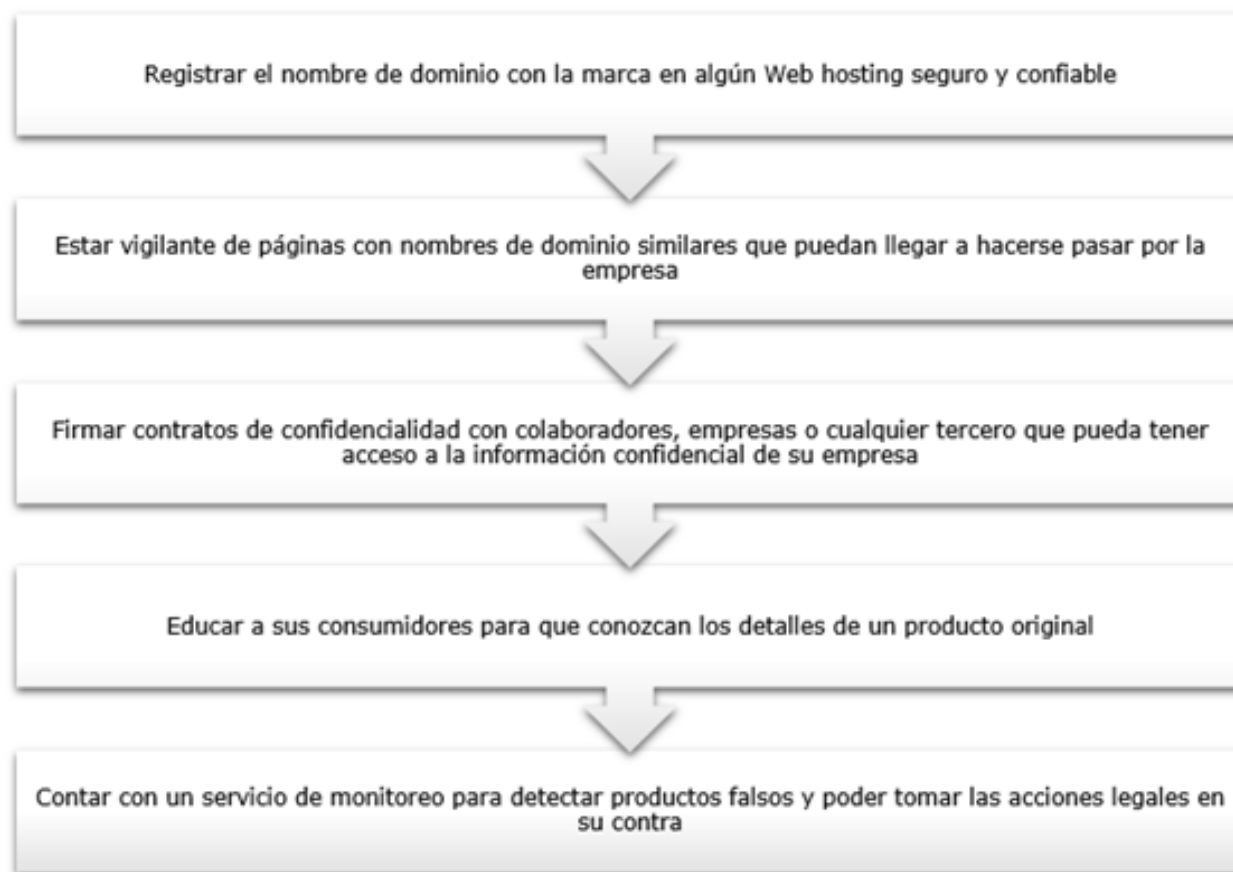 Registrar el nombre de dominio con la marca en algún Web hosting seguro y confiable
Estar vigilante de páginas con nombres de dominio similares que puedan llegar a hacerse pasar por la
empresa
Firmar contratos de confidencialidad con colaboradores, empresas o cualquier tercero que pueda tener
acceso a la información confidencial de su empresa
Educar a sus consumidores para que conozcan los detalles de un producto original
Contar con un servicio de monitoreo para detectar productos falsos y poder tomar las acciones legales en
su contra